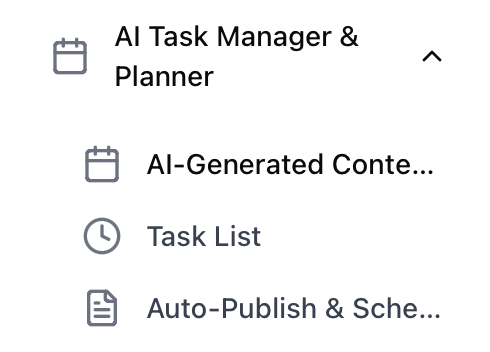 AI Task Manager &
Planner
AI-Generated Conte...
Task List
Auto-Publish & Sche...